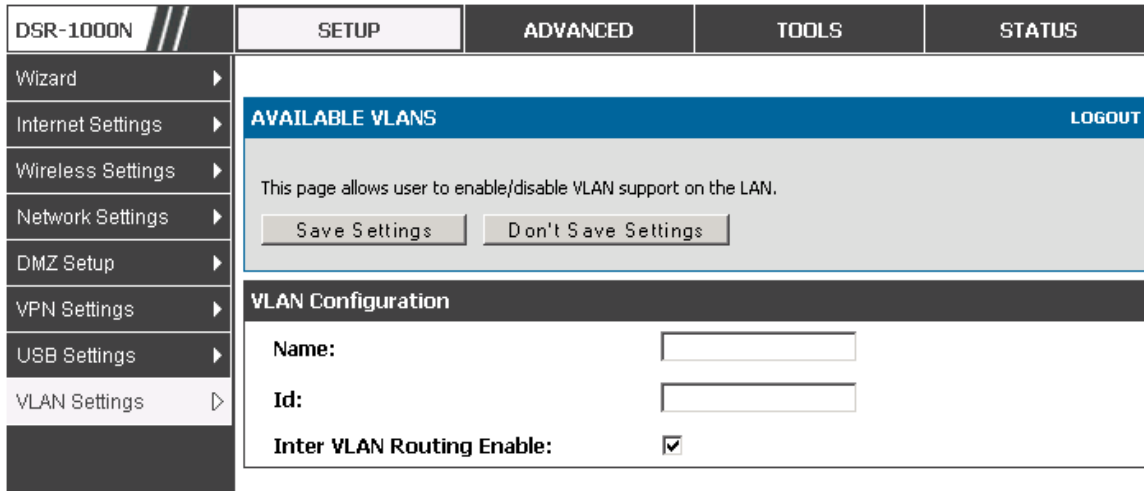 DSR-1000N SETUP ADVANCED TOOLS STATUS
Wizard
Internet Settings
Wireless Settings
Network Settings
DMZ Setup
VPN Settings
USB Settings
VLAN Settings
AVAILABLE VLANS LOGOUT
This page allows user to enable/disable VLAN support on the LAN.
Save Settings Don't Save Settings
VLAN Configuration
Name:
Id:
Inter VLAN Routing Enable: